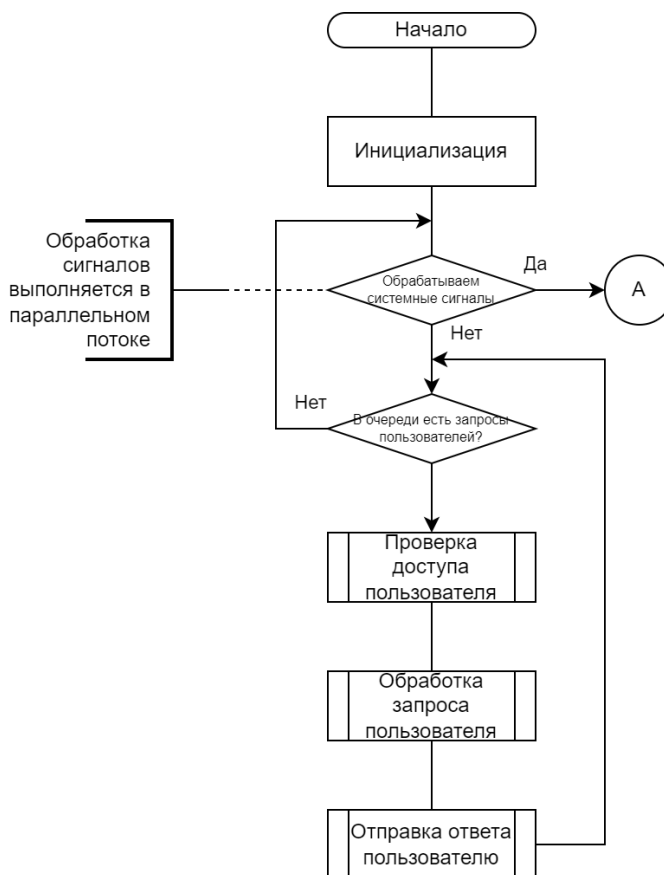 Начало
Инициализация
Обработка
сигналов
выполняется в
параллельном
потоке
Обрабатываем
системные сигналы
Да
А
Нет
Нет
В очереди есть запросы
пользователей?
Проверка
доступа
пользователя
Обработка
запроса
пользователя
Отправка ответа
пользователю